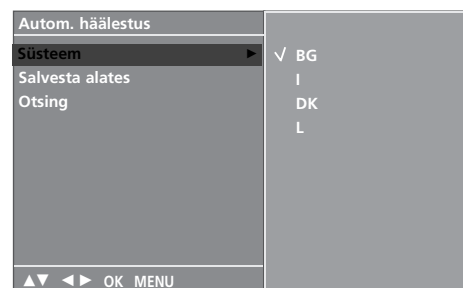 Autom. häälestus
Süsteem ►
Salvesta alates
Otsing
√ BG
I
DK
L
▲▼ ◄► OK MENU